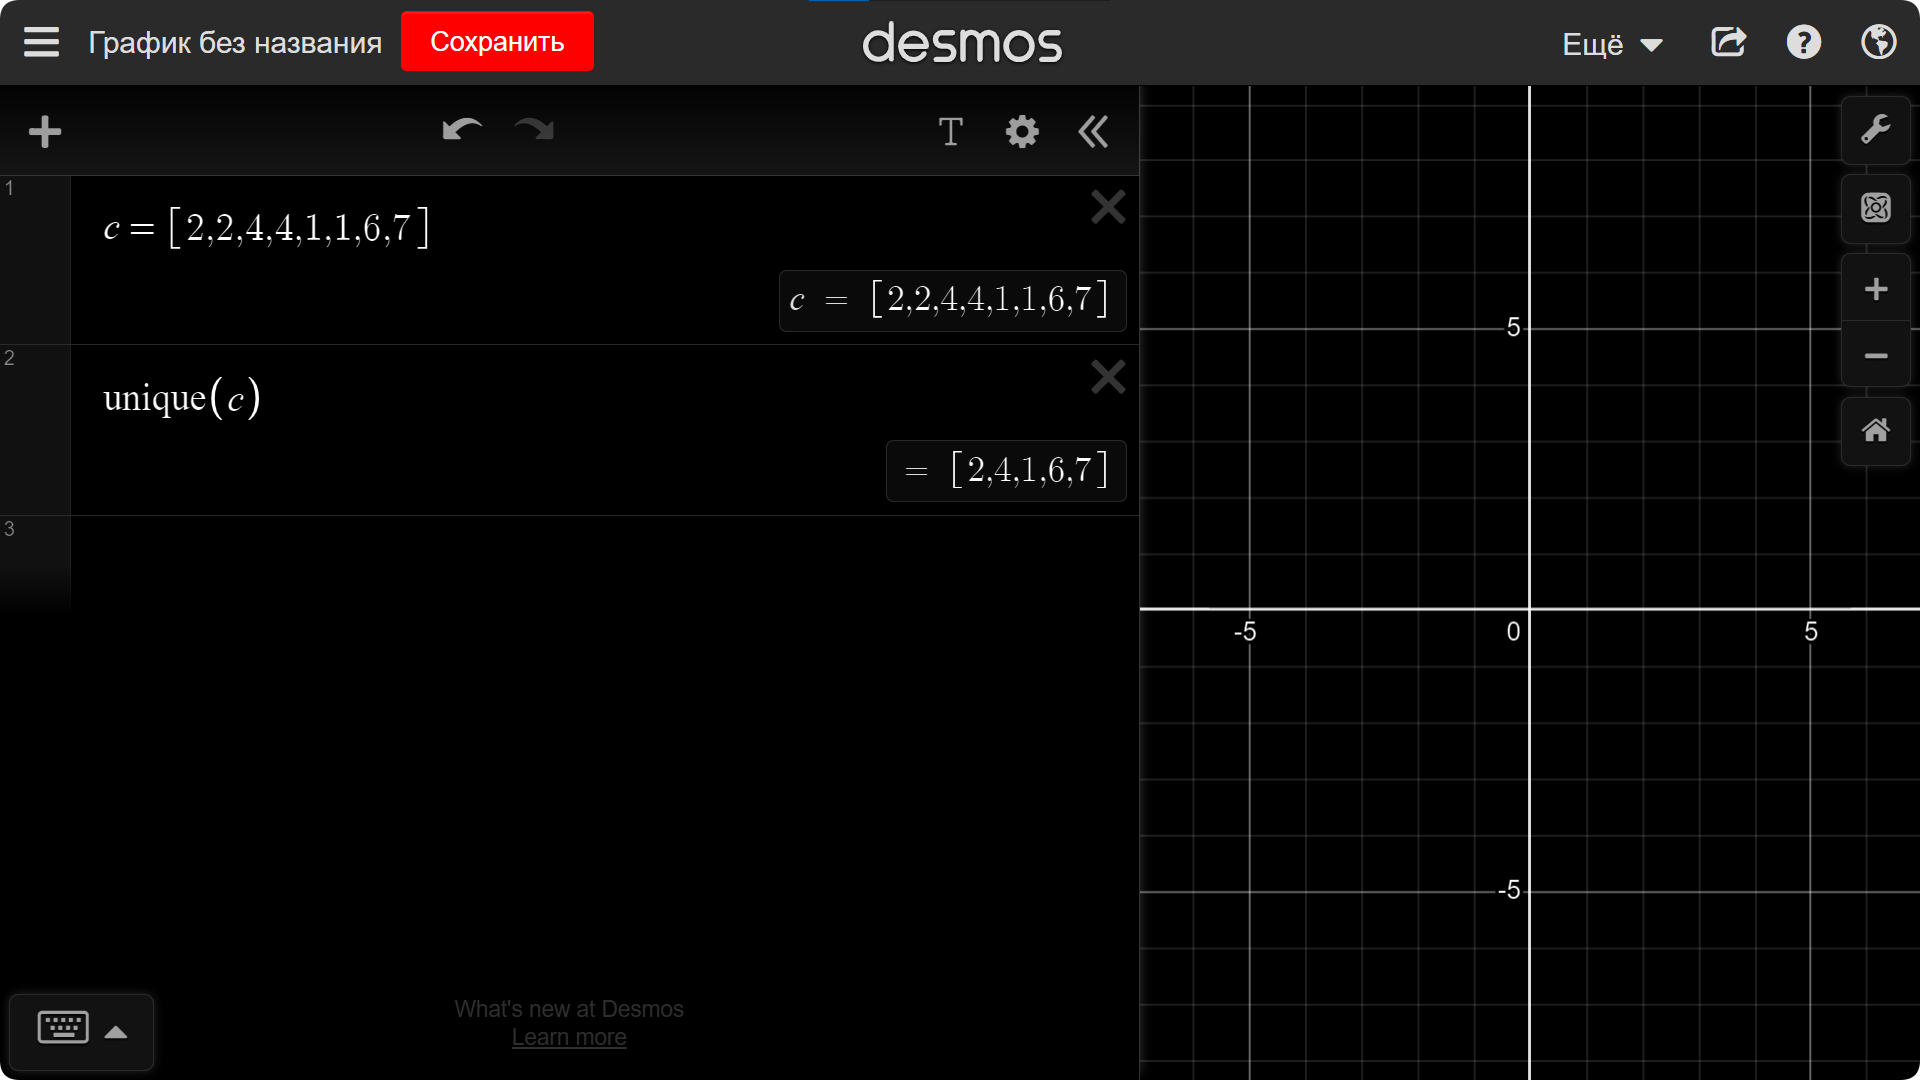 График без названия
Сохранить
desmos
Ещё
1
c = [2,2,4,4,1,1,6,7]
c = [2,2,4,4,1,1,6,7]
2
unique(c)
= [2,4,1,6,7]
3
What's new at Desmos
Learn more
5
-5
0
5
-5